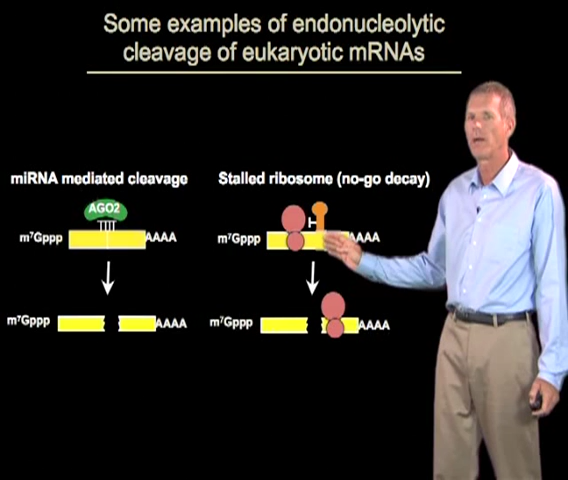 Some examples of endonucleolytic
cleavage of eukaryotic mRNAs
miRNA mediated cleavage
AGO2
m⁷Gppp AAAA
m⁷Gppp AAAA
Stalled ribosome (no-go decay)
m⁷Gppp AAAA
m⁷Gppp AAAA